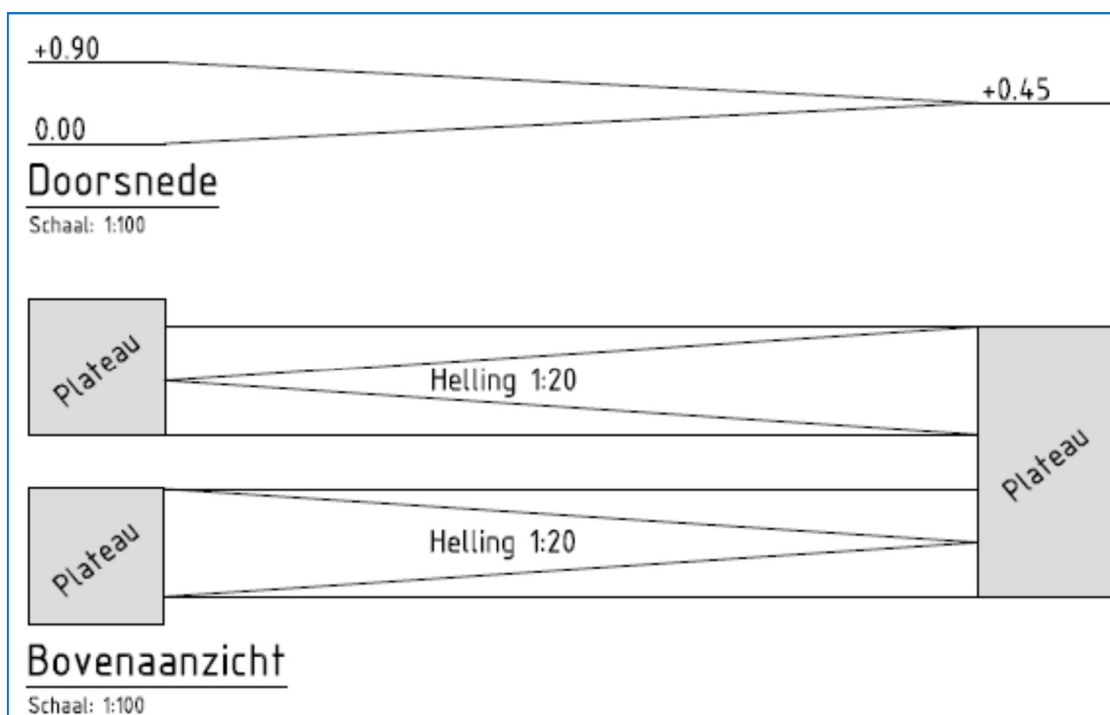 +0.90
+0.45
0.00
Doorsnede
Schaal: 1:100
Plateau
Helling 1:20
Plateau
Plateau
Helling 1:20
Bovenaanzicht
Schaal: 1:100